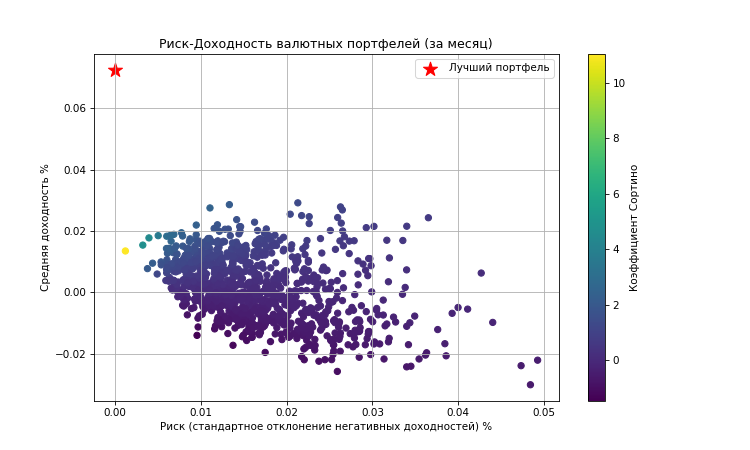 Риск-Доходность валютных портфелей (за месяц)
Лучший портфель
0.06
0.04
0.02
0.00
−0.02
Средняя доходность %
0.00 0.01 0.02 0.03 0.04 0.05
Риск (стандартное отклонение негативных доходностей) %
10
8
6
4
2
0
Коэффициент Сортино